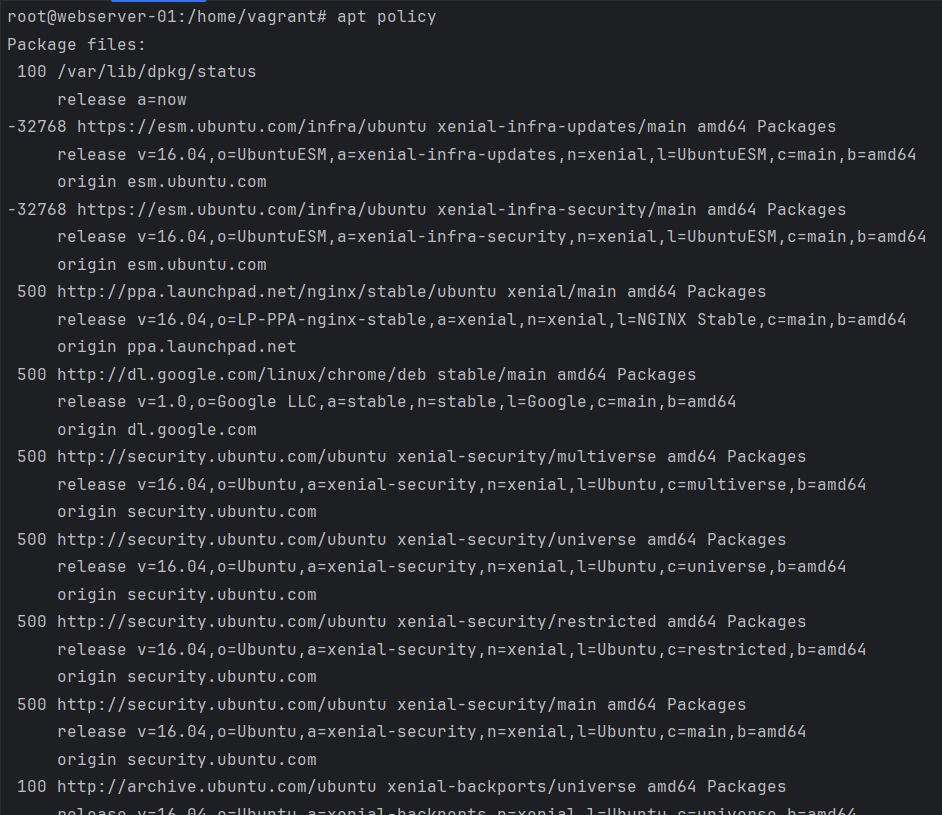 root@webserver-01:/home/vagrant# apt policy
Package files:
 100 /var/lib/dpkg/status
     release a=now
-32768 https://esm.ubuntu.com/infra/ubuntu xenial-infra-updates/main amd64 Packages
     release v=16.04,o=UbuntuESM,a=xenial-infra-updates,n=xenial,l=UbuntuESM,c=main,b=amd64
     origin esm.ubuntu.com
-32768 https://esm.ubuntu.com/infra/ubuntu xenial-infra-security/main amd64 Packages
     release v=16.04,o=UbuntuESM,a=xenial-infra-security,n=xenial,l=UbuntuESM,c=main,b=amd64
     origin esm.ubuntu.com
 500 http://ppa.launchpad.net/nginx/stable/ubuntu xenial/main amd64 Packages
     release v=16.04,o=LP-PPA-nginx-stable,a=xenial,n=xenial,l=NGINX Stable,c=main,b=amd64
     origin ppa.launchpad.net
 500 http://dl.google.com/linux/chrome/deb stable/main amd64 Packages
     release v=1.0,o=Google LLC,a=stable,n=stable,l=Google,c=main,b=amd64
     origin dl.google.com
 500 http://security.ubuntu.com/ubuntu xenial-security/multiverse amd64 Packages
     release v=16.04,o=Ubuntu,a=xenial-security,n=xenial,l=Ubuntu,c=multiverse,b=amd64
     origin security.ubuntu.com
 500 http://security.ubuntu.com/ubuntu xenial-security/universe amd64 Packages
     release v=16.04,o=Ubuntu,a=xenial-security,n=xenial,l=Ubuntu,c=universe,b=amd64
     origin security.ubuntu.com
 500 http://security.ubuntu.com/ubuntu xenial-security/restricted amd64 Packages
     release v=16.04,o=Ubuntu,a=xenial-security,n=xenial,l=Ubuntu,c=restricted,b=amd64
     origin security.ubuntu.com
 500 http://security.ubuntu.com/ubuntu xenial-security/main amd64 Packages
     release v=16.04,o=Ubuntu,a=xenial-security,n=xenial,l=Ubuntu,c=main,b=amd64
     origin security.ubuntu.com
 100 http://archive.ubuntu.com/ubuntu xenial-backports/universe amd64 Packages
     release v=16.04,o=Ubuntu,a=xenial-backports,n=xenial,l=Ubuntu,c=universe,b=amd64